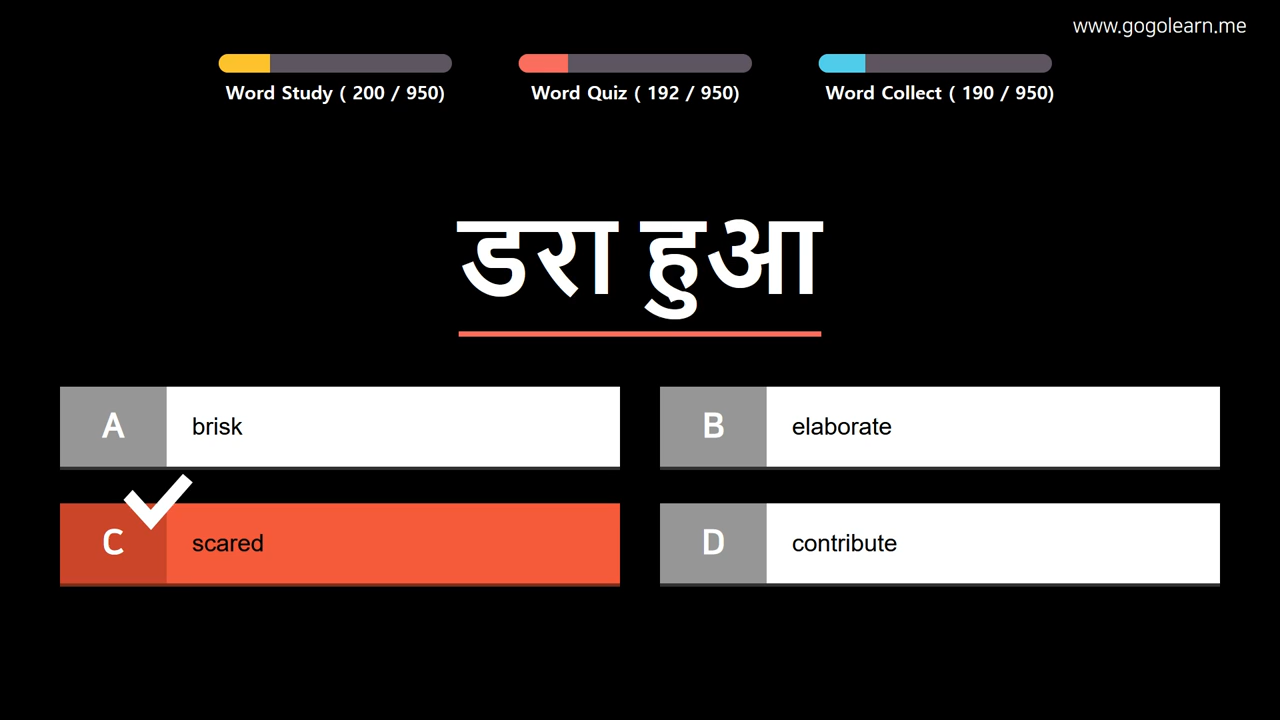 www.gogolearn.me
Word Study ( 200 / 950)
Word Quiz ( 192 / 950)
Word Collect ( 190 / 950)
डरा हुआ
A brisk
B elaborate
C scared
D contribute